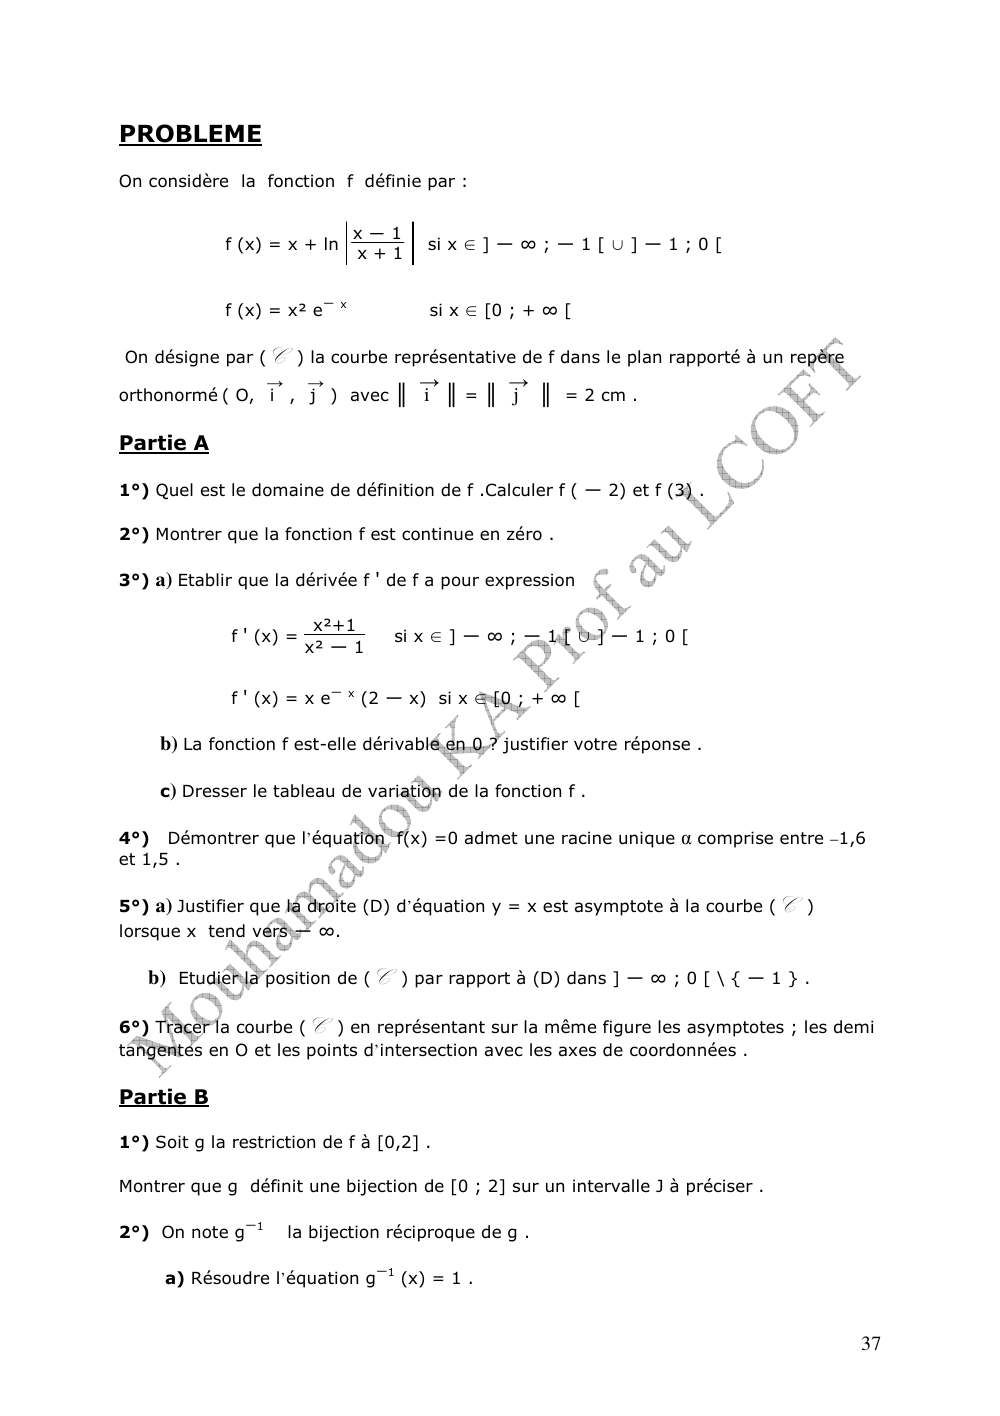 PROBLEME
On considère la fonction f définie par :
f (x) = x + ln | (x — 1)/(x + 1) | si x ∈ ] — ∞ ; — 1 [ ∪ ] — 1 ; 0 [
f (x) = x² e^(— x) si x ∈ [0 ; + ∞ [
On désigne par ( 𝒞 ) la courbe représentative de f dans le plan rapporté à un repère
orthonormé ( O, i→ , j→ ) avec ‖ i→ ‖ = ‖ j→ ‖ = 2 cm .
Partie A
1°) Quel est le domaine de définition de f .Calculer f ( — 2) et f (3) .
2°) Montrer que la fonction f est continue en zéro .
3°) a) Etablir que la dérivée f ' de f a pour expression
f ' (x) = (x²+1)/(x² — 1) si x ∈ ] — ∞ ; — 1 [ ∪ ] — 1 ; 0 [
f ' (x) = x e^(— x) (2 — x) si x ∈ [0 ; + ∞ [
b) La fonction f est-elle dérivable en 0 ? justifier votre réponse .
c) Dresser le tableau de variation de la fonction f .
4°) Démontrer que l'équation f(x) =0 admet une racine unique α comprise entre –1,6
et 1,5 .
5°) a) Justifier que la droite (D) d'équation y = x est asymptote à la courbe ( 𝒞 )
lorsque x tend vers — ∞.
b) Etudier la position de ( 𝒞 ) par rapport à (D) dans ] — ∞ ; 0 [ \ { — 1 } .
6°) Tracer la courbe ( 𝒞 ) en représentant sur la même figure les asymptotes ; les demi
tangentes en O et les points d'intersection avec les axes de coordonnées .
Partie B
1°) Soit g la restriction de f à [0,2] .
Montrer que g définit une bijection de [0 ; 2] sur un intervalle J à préciser .
2°) On note g⁻¹ la bijection réciproque de g .
a) Résoudre l'équation g⁻¹ (x) = 1 .
37
Mouhamadou KA Prof au LCOFT